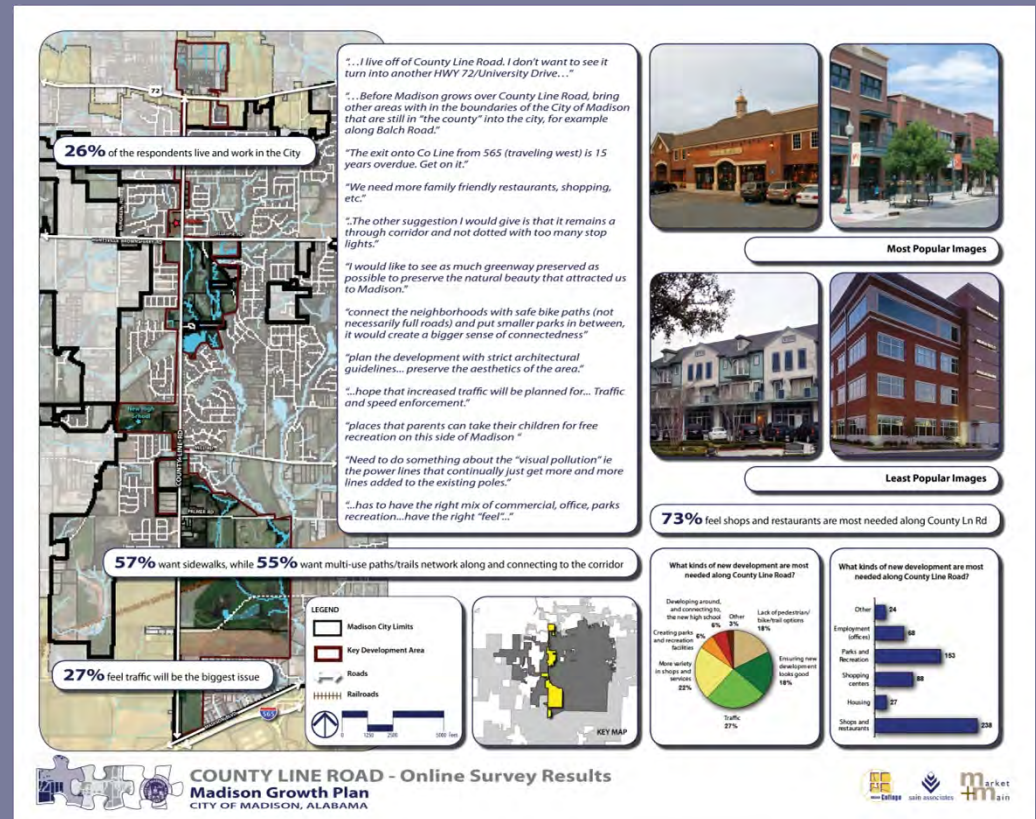 72
26% of the respondents live and work in the City
COUNTY LINE RD
57% want sidewalks, while 55% want multi-use paths/trails network along and connecting to the corridor
27% feel traffic will be the biggest issue
565
"...I live off of County Line Road. I don't want to see it
turn into another HWY 72/University Drive..."
"...Before Madison grows over County Line Road, bring
other areas with in the boundaries of the City of Madison
that are still in "the county" into the city, for example
along Balch Road."
"The exit onto Co Line from 565 (traveling west) is 15
years overdue. Get on it."
"We need more family friendly restaurants, shopping,
etc."
"..The other suggestion I would give is that it remains a
through corridor and not dotted with too many stop
lights."
"I would like to see as much greenway preserved as
possible to preserve the natural beauty that attracted us
to Madison."
"connect the neighborhoods with safe bike paths (not
necessarily full roads) and put smaller parks in between,
it would create a bigger sense of connectedness"
"plan the development with strict architectural
guidelines... preserve the aesthetics of the area."
"...hope that increased traffic will be planned for... Traffic
and speed enforcement."
"places that parents can take their children for free
recreation on this side of Madison "
"Need to do something about the "visual pollution" ie
the power lines that continually just get more and more
lines added to the existing poles."
"...has to have the right mix of commercial, office, parks
recreation...have the right "feel"..."
Most Popular Images
Least Popular Images
73% feel shops and restaurants are most needed along County Ln Rd
LEGEND
Madison City Limits
Key Development Area
Roads
Railroads
0 1250 2500 5000 Feet
KEY MAP
What kinds of new development are most
needed along County Line Road?
Developing around,
and connecting to,
the new high school
6%
Other
3%
Lack of pedestrian/
bike/trail options
18%
Creating parks
and recreation
facilities
6%
Ensuring new
development
looks good
18%
More variety
in shops and
services
22%
Traffic
27%
What kinds of new development are most
needed along County Line Road?
Other 24
Employment
(offices) 68
Parks and
Recreation 153
Shopping
centers 88
Housing 27
Shops and
restaurants 238
COUNTY LINE ROAD - Online Survey Results
Madison Growth Plan
CITY OF MADISON, ALABAMA
Collage
sain associates
market
+main